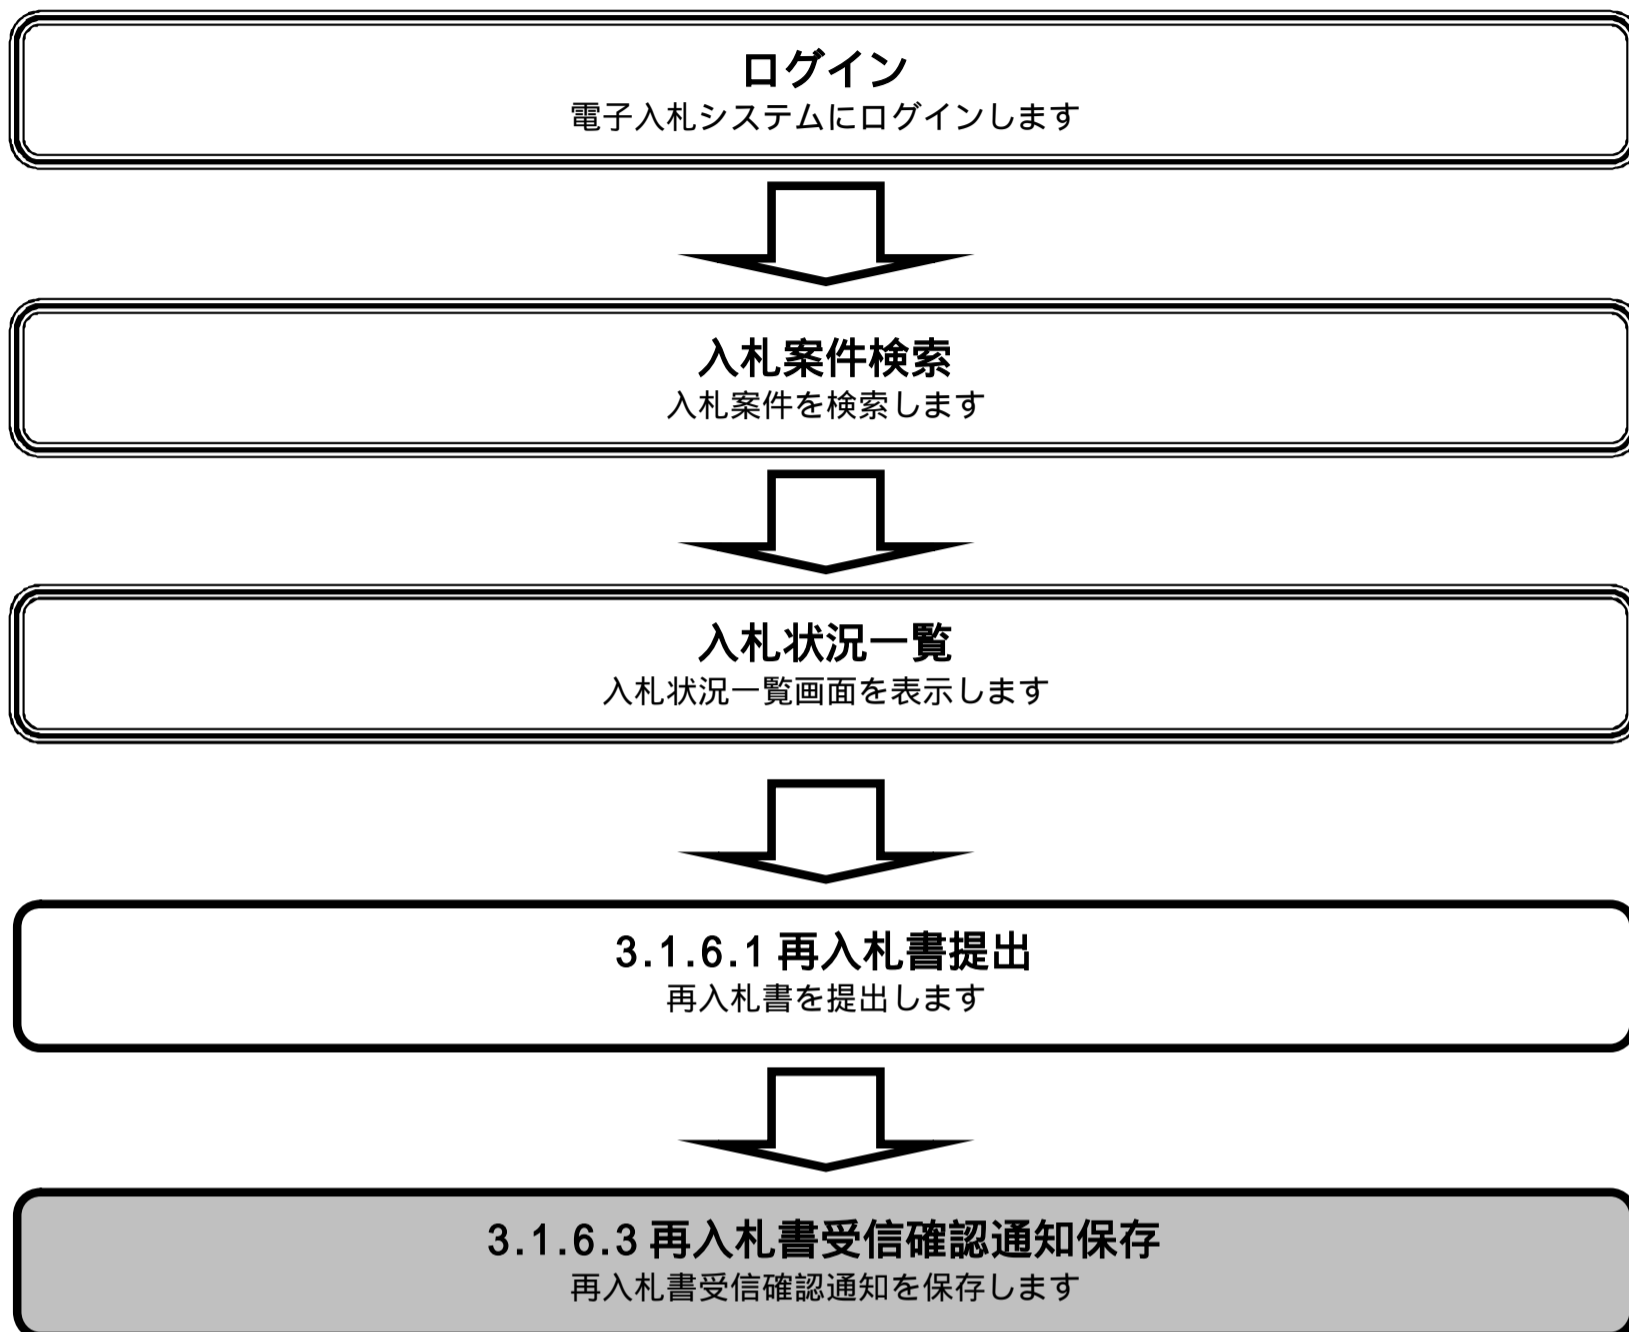 ログイン
電子入札システムにログインします
入札案件検索
入札案件を検索します
入札状況一覧
入札状況一覧画面を表示します
3.1.6.1 再入札書提出
再入札書を提出します
3.1.6.3 再入札書受信確認通知保存
再入札書受信確認通知を保存します